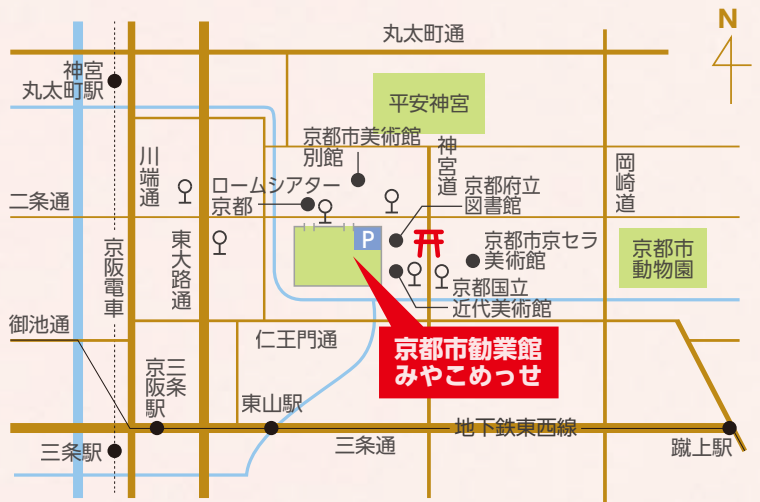 丸太町通
N
神宮
丸太町駅
平安神宮
京都市美術館
別館
神宮道
川端通
岡崎道
ロームシアター
京都
京都府立
図書館
二条通
東大路通
P
京都市京セラ
美術館
京都市
動物園
京阪電車
京都国立
近代美術館
御池通
仁王門通
京都市勧業館
みやこめっせ
三条
京阪駅
東山駅
地下鉄東西線
三条駅
三条通
蹴上駅